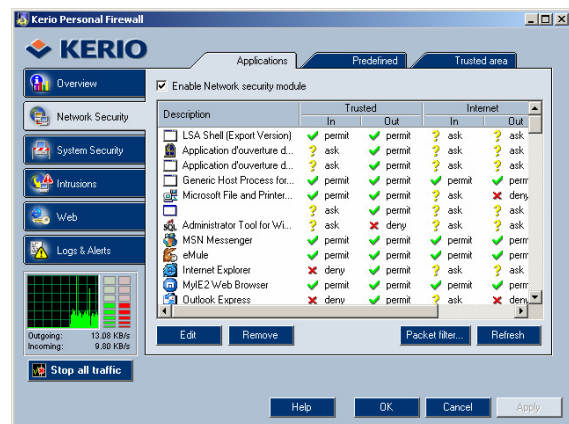 Kerio Personal Firewall
KERIO
Applications Predefined Trusted area
Overview
Network Security
System Security
Intrusions
Web
Logs & Alerts
Enable Network security module
Description Trusted Internet
In Out In Out
LSA Shell (Export Version) permit permit ask ask
Application d'ouverture d... ask permit ask ask
Application d'ouverture d... ask permit ask ask
Generic Host Process for... permit permit permit perm
Microsoft File and Printer... permit permit ask deny
ask permit ask ask
Administrator Tool for Wi... ask deny ask ask
MSN Messenger permit permit permit perm
eMule permit permit permit perm
Internet Explorer deny permit ask ask
MyIE2 Web Browser permit permit permit perm
Outlook Express deny permit ask deny
Outgoing: 13.08 KB/s
Incoming: 9.80 KB/s
Edit Remove Packet filter... Refresh
Stop all traffic
Help OK Cancel Apply